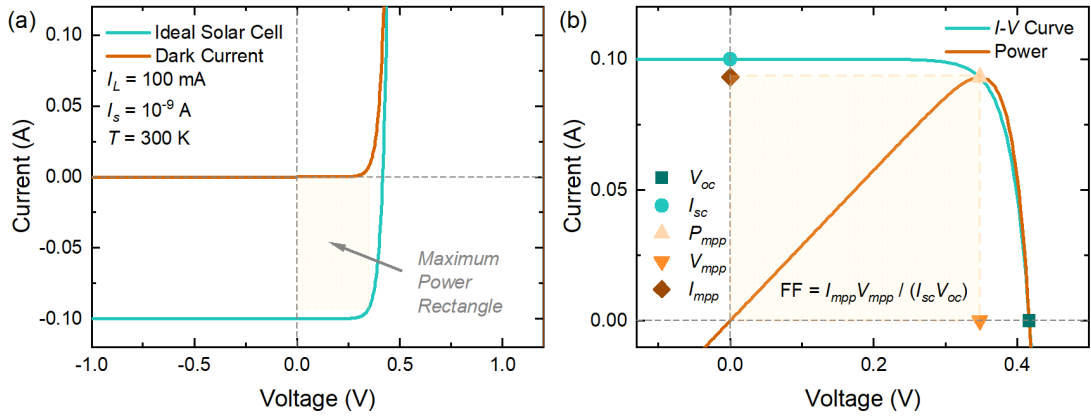 (a)
Ideal Solar Cell
Dark Current
I_L = 100 mA
I_s = 10^-9 A
T = 300 K
Maximum
Power
Rectangle
0.10
0.05
0.00
-0.05
-0.10
Current (A)
-1.0 -0.5 0.0 0.5 1.0
Voltage (V)
(b)
I-V Curve
Power
V_oc
I_sc
P_mpp
V_mpp
I_mpp
FF = I_mpp V_mpp / (I_sc V_oc)
0.10
0.05
0.00
Current (A)
0.0 0.2 0.4
Voltage (V)